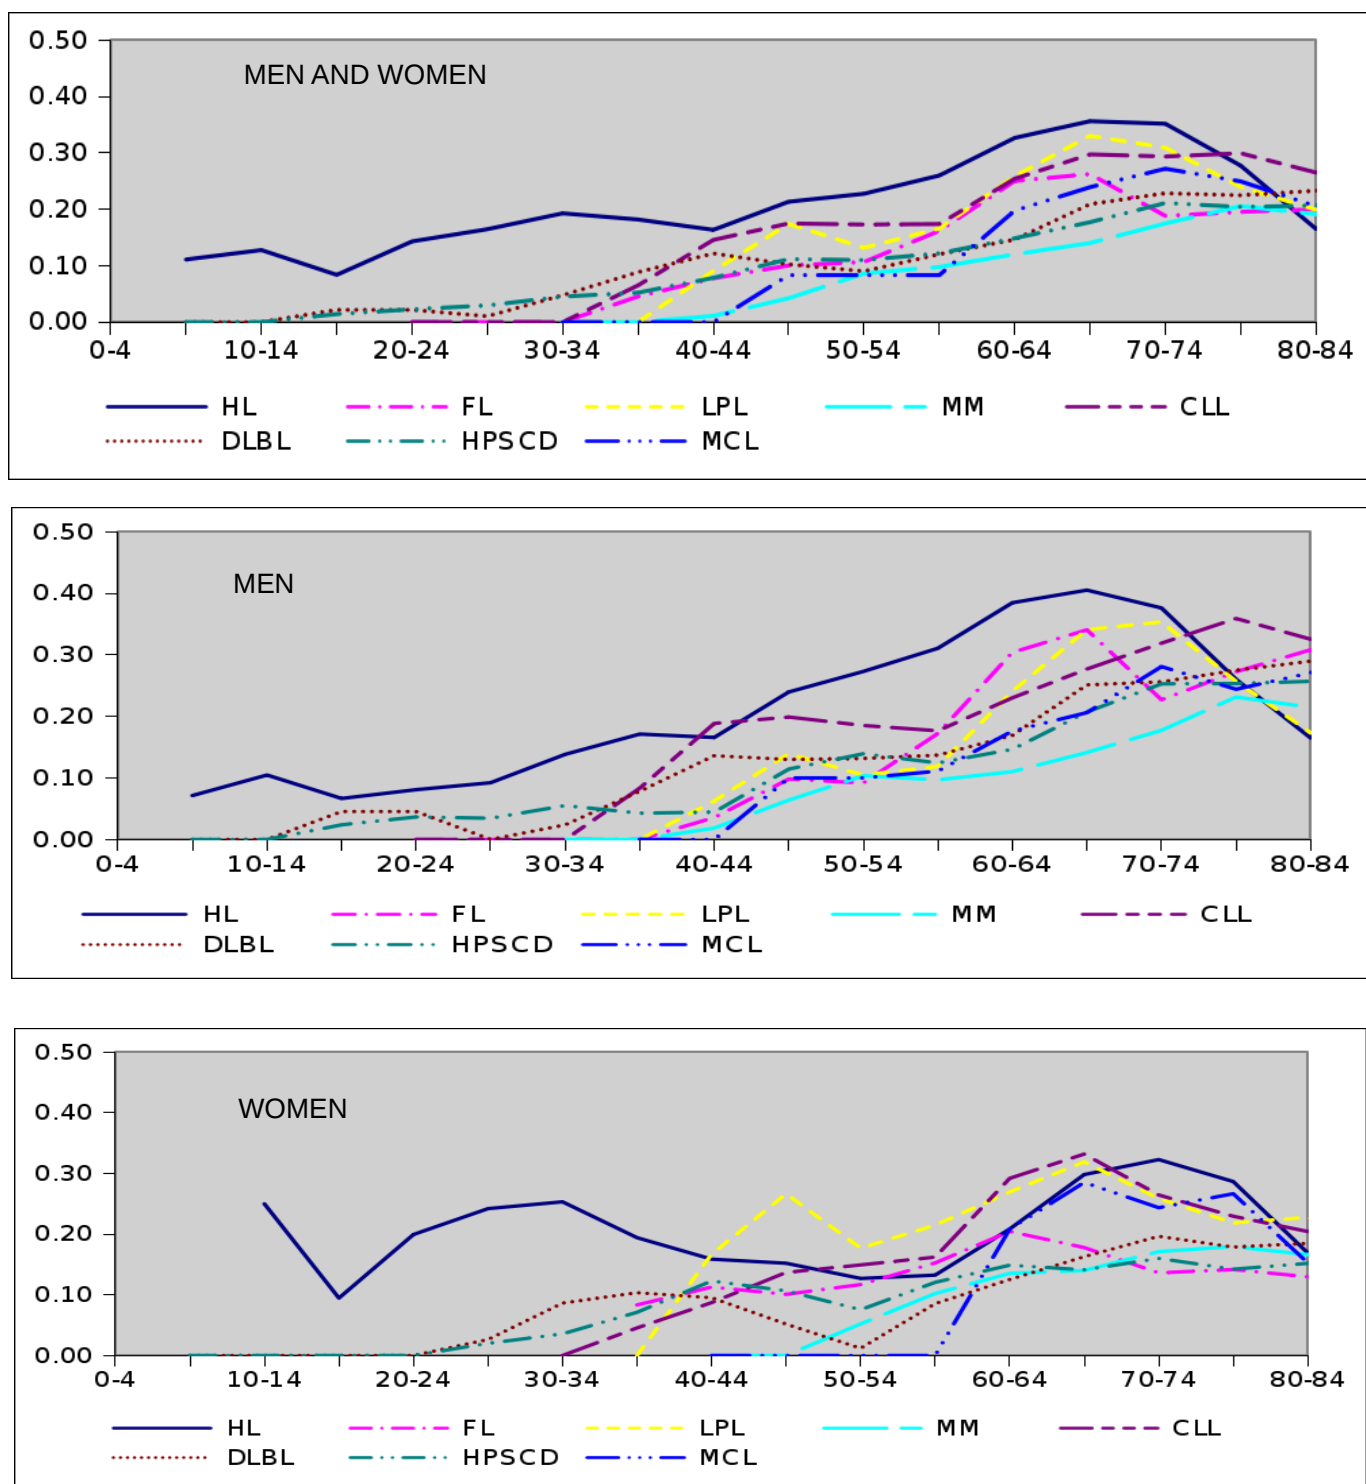 0.50
MEN AND WOMEN
0.40
0.30
0.20
0.10
0.00
0-4 10-14 20-24 30-34 40-44 50-54 60-64 70-74 80-84
HL FL LPL MM CLL
DLBL HPSCD MCL
0.50
MEN
0.40
0.30
0.20
0.10
0.00
0-4 10-14 20-24 30-34 40-44 50-54 60-64 70-74 80-84
HL FL LPL MM CLL
DLBL HPSCD MCL
0.50
WOMEN
0.40
0.30
0.20
0.10
0.00
0-4 10-14 20-24 30-34 40-44 50-54 60-64 70-74 80-84
HL FL LPL MM CLL
DLBL HPSCD MCL